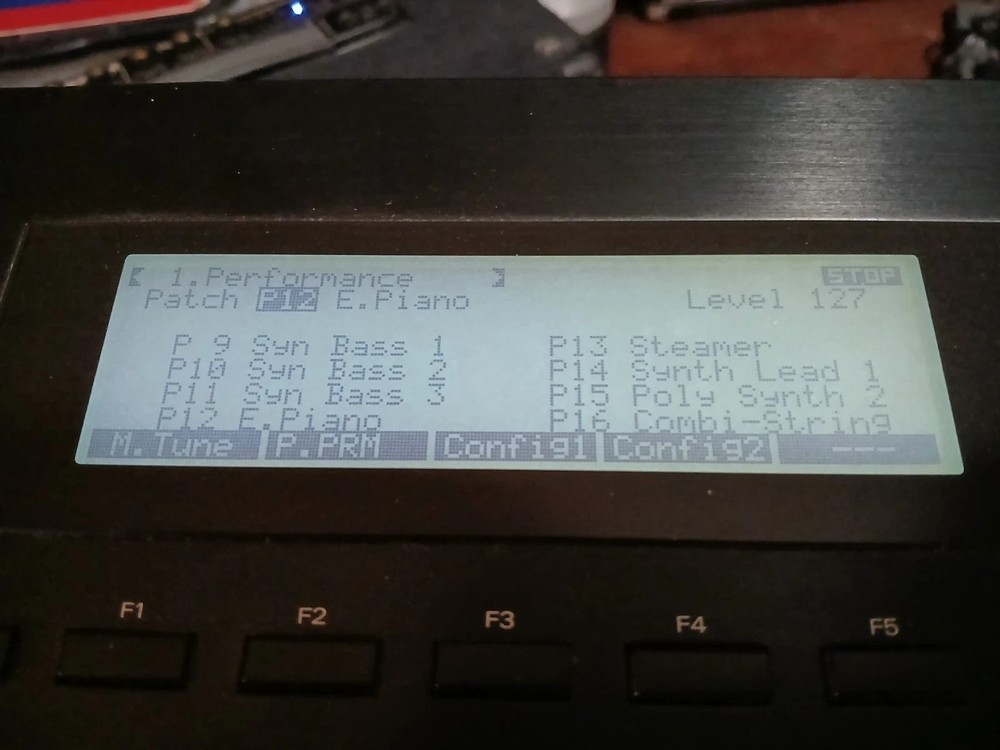 【 1.Performance 】 STOP
Patch P12 E.Piano Level 127
P 9 Syn Bass 1 P13 Steamer
P10 Syn Bass 2 P14 Synth Lead 1
P11 Syn Bass 3 P15 Poly Synth 2
P12 E.Piano P16 Combi-String
M.Tune P.PRM Config1 Config2 ---
F1 F2 F3 F4 F5